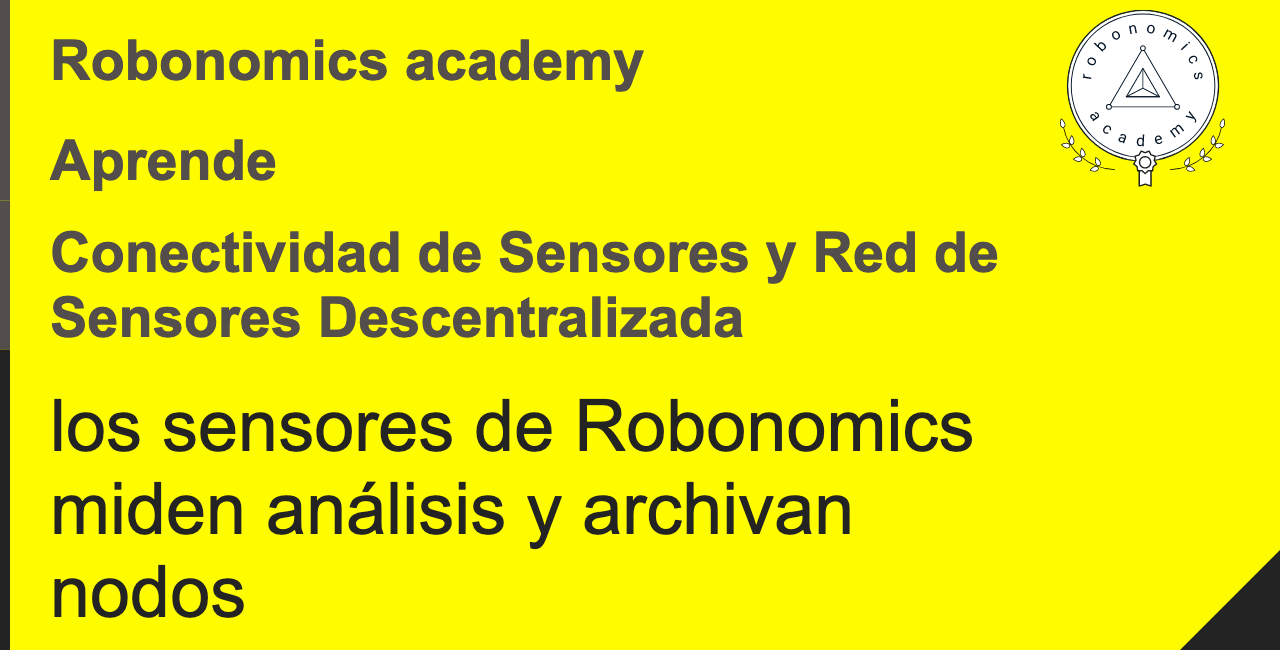 Robonomics academy
Aprende
Conectividad de Sensores y Red de
Sensores Descentralizada
los sensores de Robonomics
miden análisis y archivan
nodos
robonomics
academy